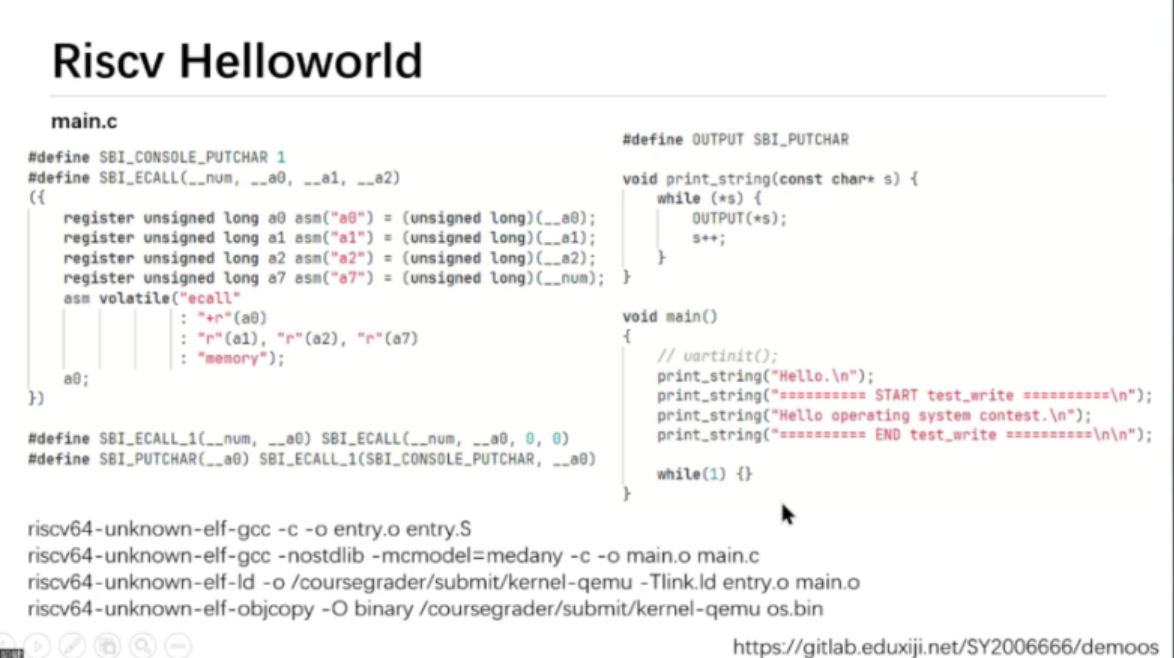 Riscv Helloworld
main.c
#define SBI_CONSOLE_PUTCHAR 1
#define SBI_ECALL(__num, __a0, __a1, __a2)
({
register unsigned long a0 asm("a0") = (unsigned long)(__a0);
register unsigned long a1 asm("a1") = (unsigned long)(__a1);
register unsigned long a2 asm("a2") = (unsigned long)(__a2);
register unsigned long a7 asm("a7") = (unsigned long)(__num);
asm volatile("ecall"
: "+r"(a0)
: "r"(a1), "r"(a2), "r"(a7)
: "memory");
a0;
})
#define SBI_ECALL_1(__num, __a0) SBI_ECALL(__num, __a0, 0, 0)
#define SBI_PUTCHAR(__a0) SBI_ECALL_1(SBI_CONSOLE_PUTCHAR, __a0)
#define OUTPUT SBI_PUTCHAR
void print_string(const char* s) {
while (*s) {
OUTPUT(*s);
s++;
}
}
void main()
{
// uartinit();
print_string("Hello.\n");
print_string("========== START test_write ==========\n");
print_string("Hello operating system contest.\n");
print_string("========== END test_write ==========\n\n");
while(1) {}
}
riscv64-unknown-elf-gcc -c -o entry.o entry.S
riscv64-unknown-elf-gcc -nostdlib -mcmodel=medany -c -o main.o main.c
riscv64-unknown-elf-ld -o /coursegrader/submit/kernel-qemu -Tlink.ld entry.o main.o
riscv64-unknown-elf-objcopy -O binary /coursegrader/submit/kernel-qemu os.bin
https://gitlab.eduxiji.net/SY2006666/demoos